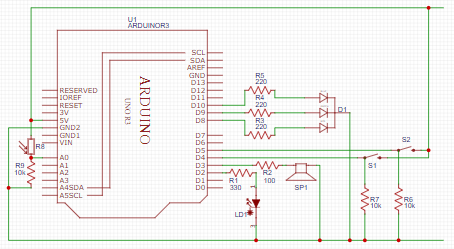 U1
ARDUINOR3
SCL
SDA
AREF
GND
D13
D12
D11
D10
D9
D8
D7
D6
D5
D4
D3
D2
D1
D0
RESERVED
IOREF
RESET
3V
5V
GND2
GND1
VIN
A0
A1
A2
A3
A4SDA
A5SCL
ARDUINO
UNO R3
R5
220
R4
220
R3
220
D1
S2
S1
R8
R9
10k
R1
330
R2
100
SP1
LD1
R7
10k
R6
10k